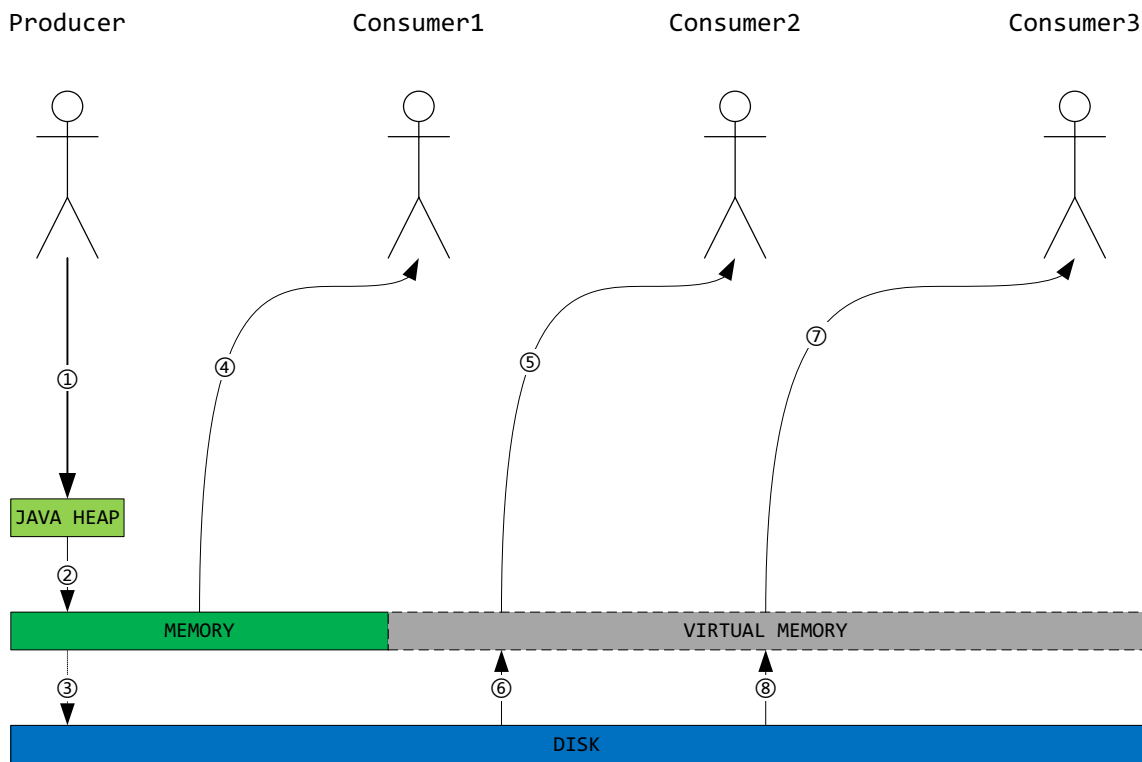 Producer Consumer1 Consumer2 Consumer3
⑦
⑤
④
①
JAVA HEAP
②
MEMORY VIRTUAL MEMORY
③ ⑥ ⑧
DISK